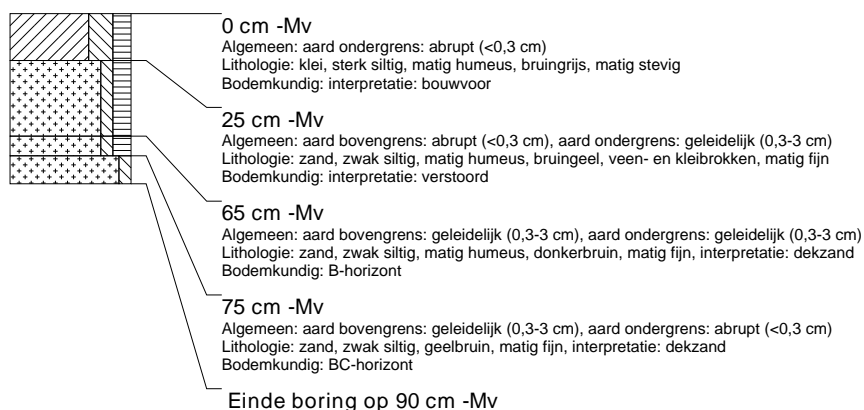 0 cm -Mv
Algemeen: aard ondergrens: abrupt (<0,3 cm)
Lithologie: klei, sterk siltig, matig humeus, bruingrijs, matig stevig
Bodemkundig: interpretatie: bouwvoor
25 cm -Mv
Algemeen: aard bovengrens: abrupt (<0,3 cm), aard ondergrens: geleidelijk (0,3-3 cm)
Lithologie: zand, zwak siltig, matig humeus, bruingeel, veen- en kleibrokken, matig fijn
Bodemkundig: interpretatie: verstoord
65 cm -Mv
Algemeen: aard bovengrens: geleidelijk (0,3-3 cm), aard ondergrens: geleidelijk (0,3-3 cm)
Lithologie: zand, zwak siltig, matig humeus, donkerbruin, matig fijn, interpretatie: dekzand
Bodemkundig: B-horizont
75 cm -Mv
Algemeen: aard bovengrens: geleidelijk (0,3-3 cm), aard ondergrens: abrupt (<0,3 cm)
Lithologie: zand, zwak siltig, geelbruin, matig fijn, interpretatie: dekzand
Bodemkundig: BC-horizont
Einde boring op 90 cm -Mv